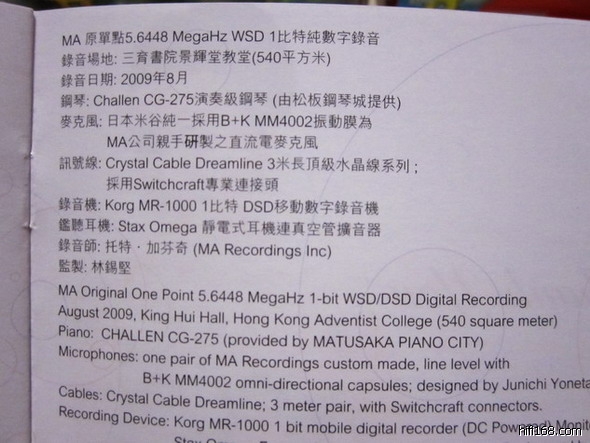 MA 原單點5.6448 MegaHz WSD 1比特純數字錄音
錄音場地: 三育書院景輝堂教堂(540平方米)
錄音日期: 2009年8月
鋼琴: Challen CG-275演奏級鋼琴 (由松板鋼琴城提供)
麥克風: 日本米谷純一採用B+K MM4002振動膜為
MA公司親手研製之直流電麥克風
訊號線: Crystal Cable Dreamline 3米長頂級水晶線系列 ;
採用Switchcraft專業連接頭
錄音機: Korg MR-1000 1比特 DSD移動數字錄音機
鑑聽耳機: Stax Omega 靜電式耳機連真空管擴音器
錄音師: 托特．加芬奇 (MA Recordings Inc)
監製: 林錫堅
MA Original One Point 5.6448 MegaHz 1-bit WSD/DSD Digital Recording
August 2009, King Hui Hall, Hong Kong Adventist College (540 square meter)
Piano: CHALLEN CG-275 (provided by MATUSAKA PIANO CITY)
Microphones: one pair of MA Recordings custom made, line level with
B+K MM4002 omni-directional capsules; designed by Junichi Yoneta
Cables: Crystal Cable Dreamline; 3 meter pair, with Switchcraft connectors.
Recording Device: Korg MR-1000 1 bit mobile digital recorder (DC Powered) Monit
Stax Omega
hifi168.com